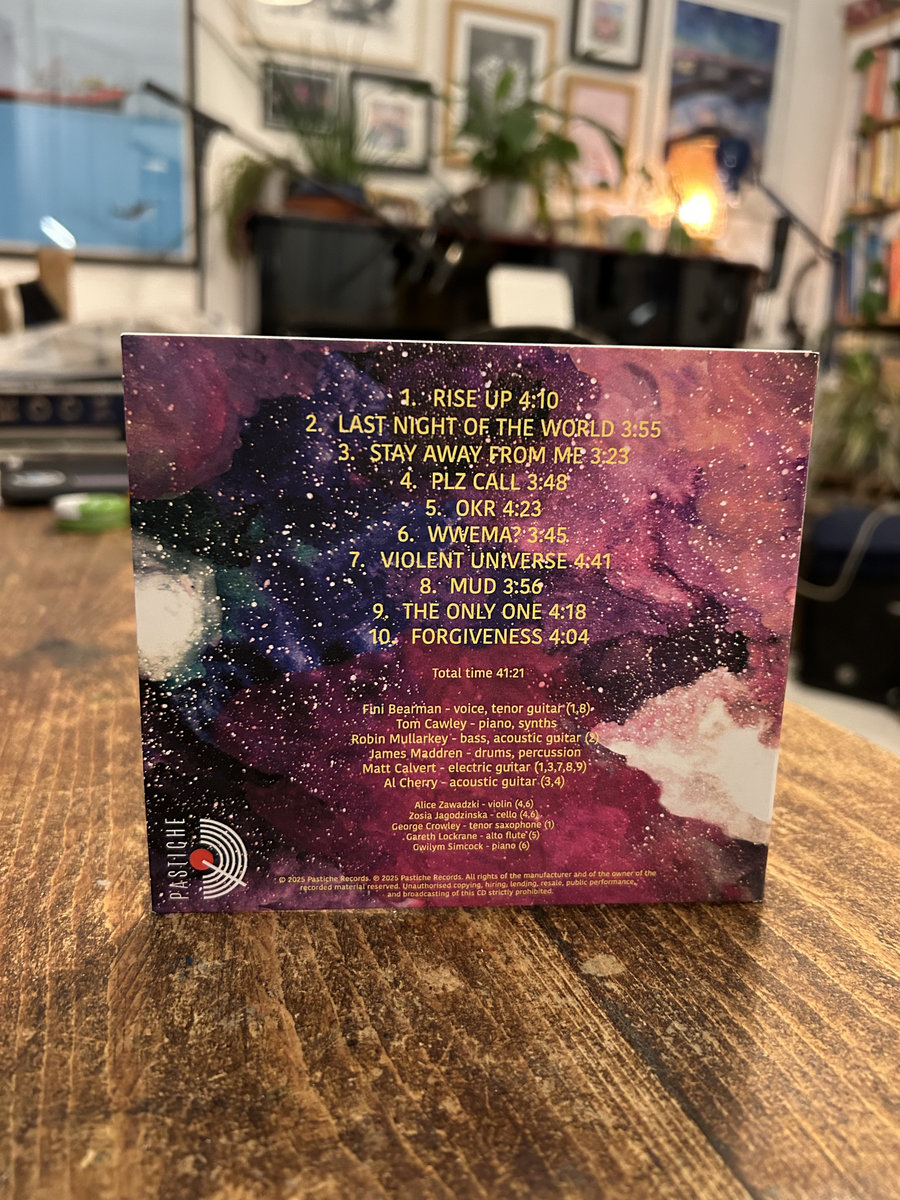 1. RISE UP 4:10
2. LAST NIGHT OF THE WORLD 3:55
3. STAY AWAY FROM ME 3:23
4. PLZ CALL 3:48
5. OKR 4:23
6. WWEMA? 3:45
7. VIOLENT UNIVERSE 4:41
8. MUD 3:56
9. THE ONLY ONE 4:18
10. FORGIVENESS 4:04
Total time 41:21
Fini Bearman - voice, tenor guitar (1,8)
Tom Cawley - piano, synths
Robin Mullarkey - bass, acoustic guitar (2)
James Maddren - drums, percussion
Matt Calvert - electric guitar (1,3,7,8,9)
Al Cherry - acoustic guitar (3,4)
Alice Zawadzki - violin (4,6)
Zosia Jagodzinska - cello (4,6)
George Crowley - tenor saxophone (1)
Gareth Lockrane - alto flute (5)
Gwilym Simcock - piano (6)
PASTICHE
© 2025 Pastiche Records. © 2025 Pastiche Records. All rights of the manufacturer and of the owner of the
recorded material reserved. Unauthorised copying, hiring, lending, resale, public performance,
and broadcasting of this CD strictly prohibited.